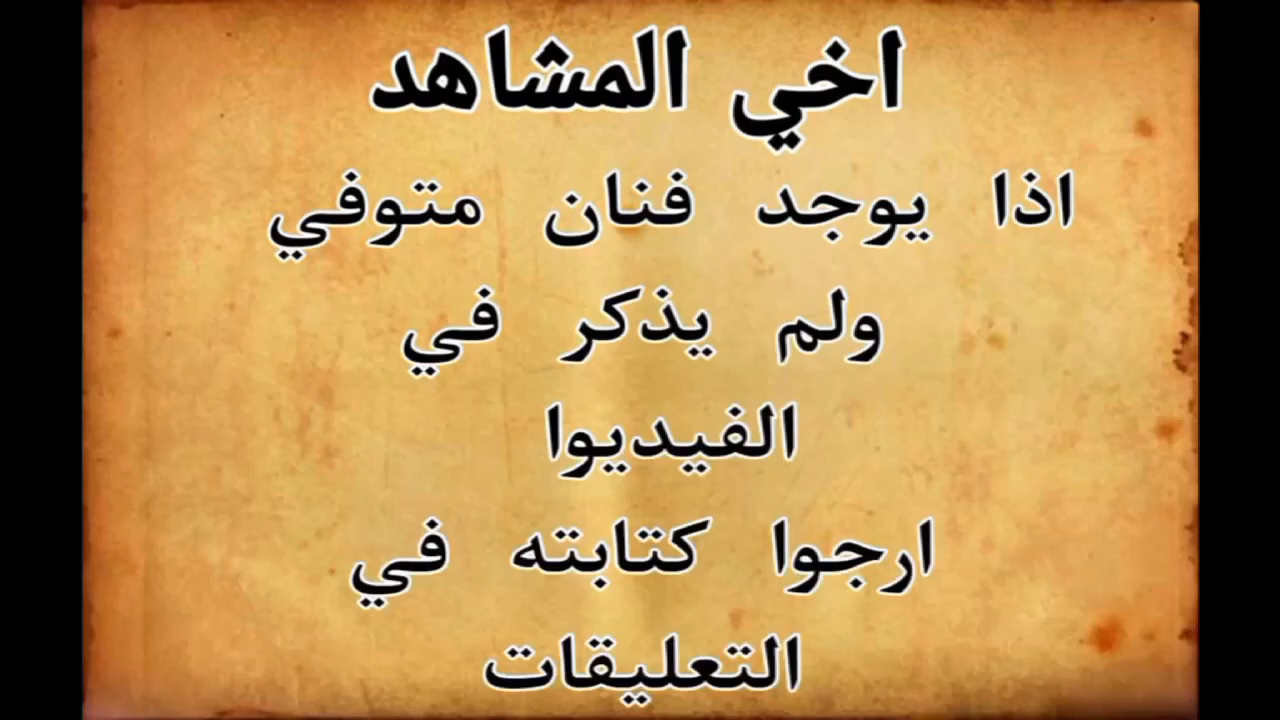 اخي المشاهد
اذا يوجد فنان متوفي
ولم يذكر في
الفيديوا
ارجوا كتابته في
التعليقات